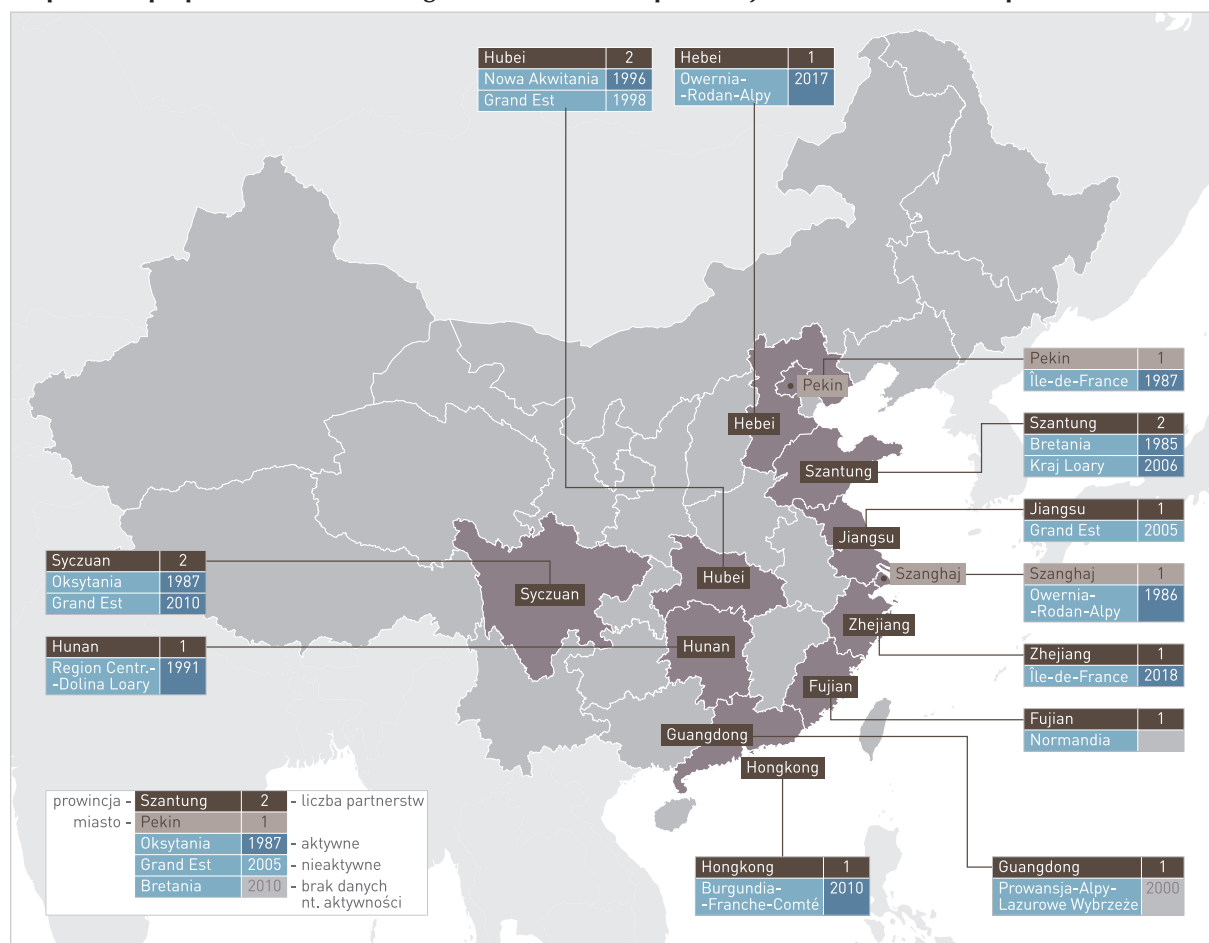 Hubei 2
Nowa Akwitania 1996
Grand Est 1998
Hebei 1
Owernia- 2017
-Rodan-Alpy
Pekin 1
Île-de-France 1987
Szantung 2
Bretania 1985
Kraj Loary 2006
Jiangsu 1
Grand Est 2005
Szanghaj 1
Owernia- 1986
-Rodan-Alpy
Zhejiang 1
Île-de-France 2018
Fujian 1
Normandia
Syczuan 2
Oksytania 1987
Grand Est 2010
Hunan 1
Region Centr.- 1991
-Dolina Loary
Pekin
Hebei
Szantung
Jiangsu
Szanghaj
Hubei
Syczuan
Zhejiang
Hunan
Fujian
Guangdong
Hongkong
prowincja - Szantung 2 - liczba partnerstw
miasto - Pekin 1
Oksytania 1987 - aktywne
Grand Est 2005 - nieaktywne
Bretania 2010 - brak danych
nt. aktywności
Hongkong 1
Burgundia- 2010
-Franche-Comté
Guangdong 1
Prowansja-Alpy- 2000
Lazurowe Wybrzeże